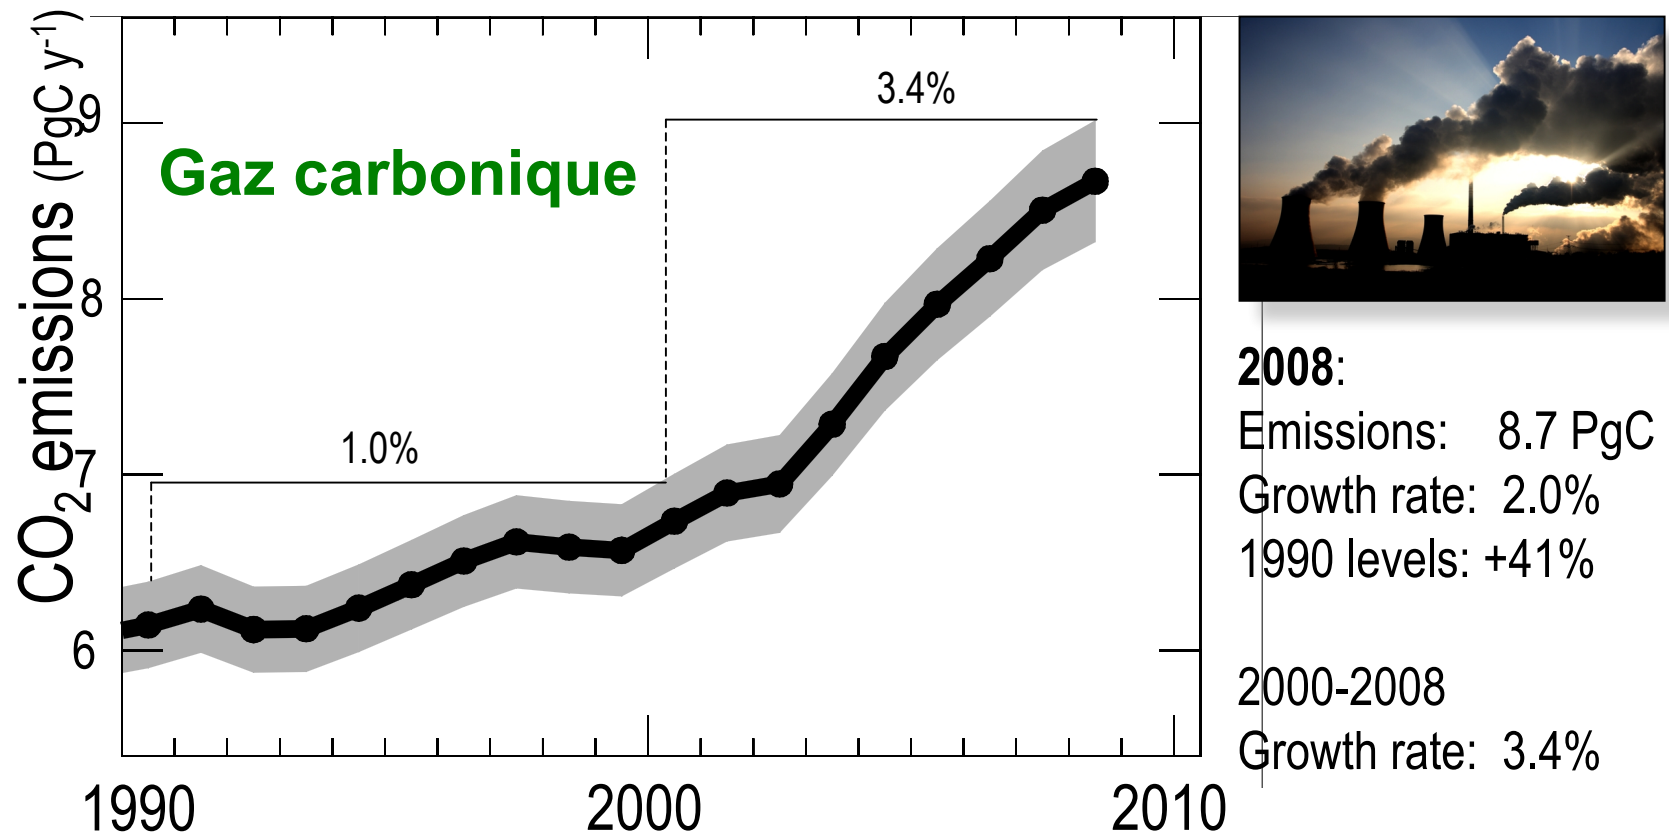 CO2 emissions (PgC y-1)
9
8
7
6
1990
2000
2010
Gaz carbonique
1.0%
3.4%
2008:
Emissions: 8.7 PgC
Growth rate: 2.0%
1990 levels: +41%
2000-2008
Growth rate: 3.4%